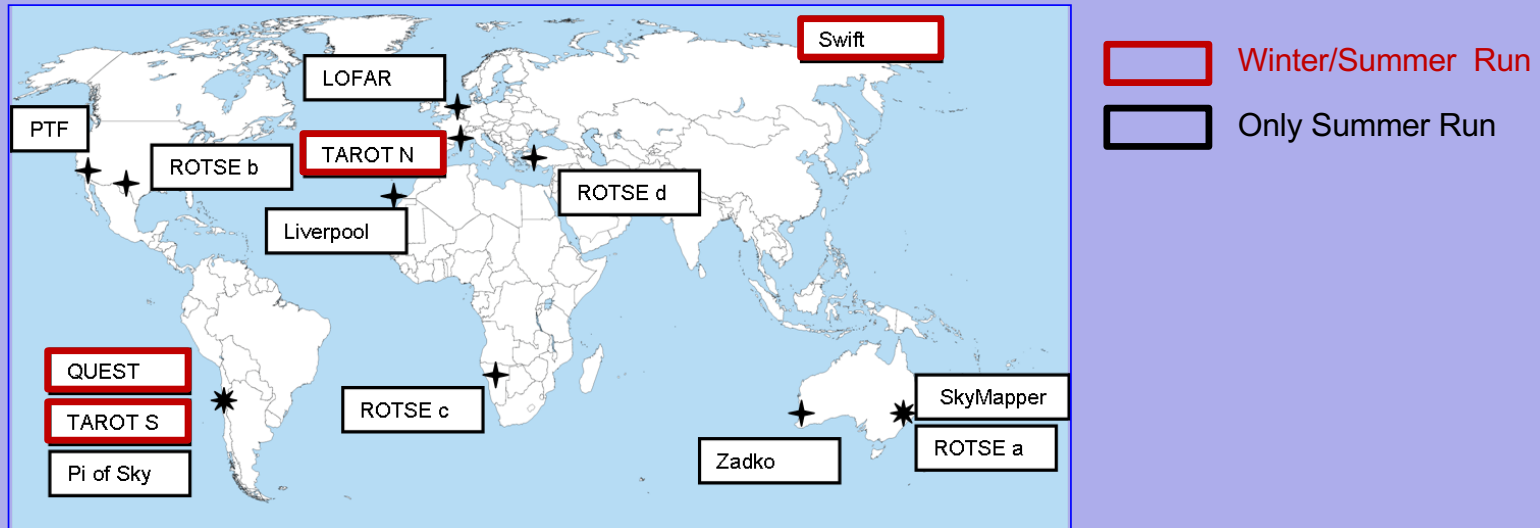 Swift
LOFAR
PTF
ROTSE b
TAROT N
ROTSE d
Liverpool
QUEST
TAROT S
Pi of Sky
ROTSE c
Zadko
SkyMapper
ROTSE a
Winter/Summer Run
Only Summer Run